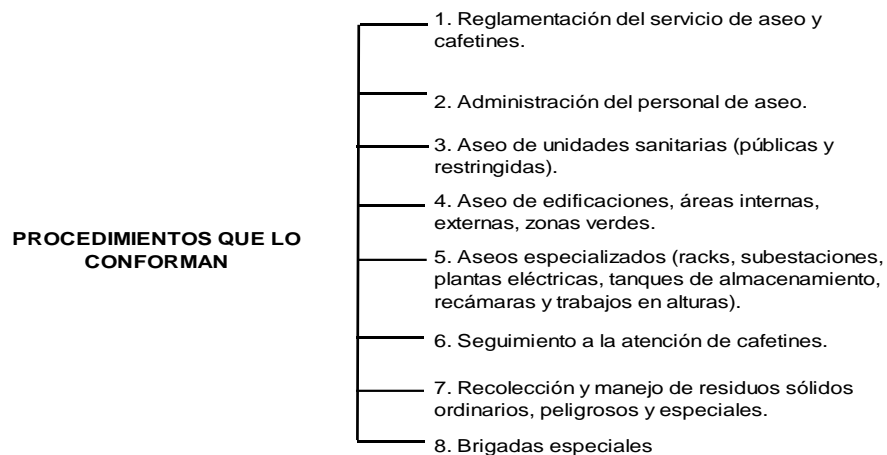 PROCEDIMIENTOS QUE LO
CONFORMAN
1. Reglamentación del servicio de aseo y
cafetines.
2. Administración del personal de aseo.
3. Aseo de unidades sanitarias (públicas y
restringidas).
4. Aseo de edificaciones, áreas internas,
externas, zonas verdes.
5. Aseos especializados (racks, subestaciones,
plantas eléctricas, tanques de almacenamiento,
recámaras y trabajos en alturas).
6. Seguimiento a la atención de cafetines.
7. Recolección y manejo de residuos sólidos
ordinarios, peligrosos y especiales.
8. Brigadas especiales